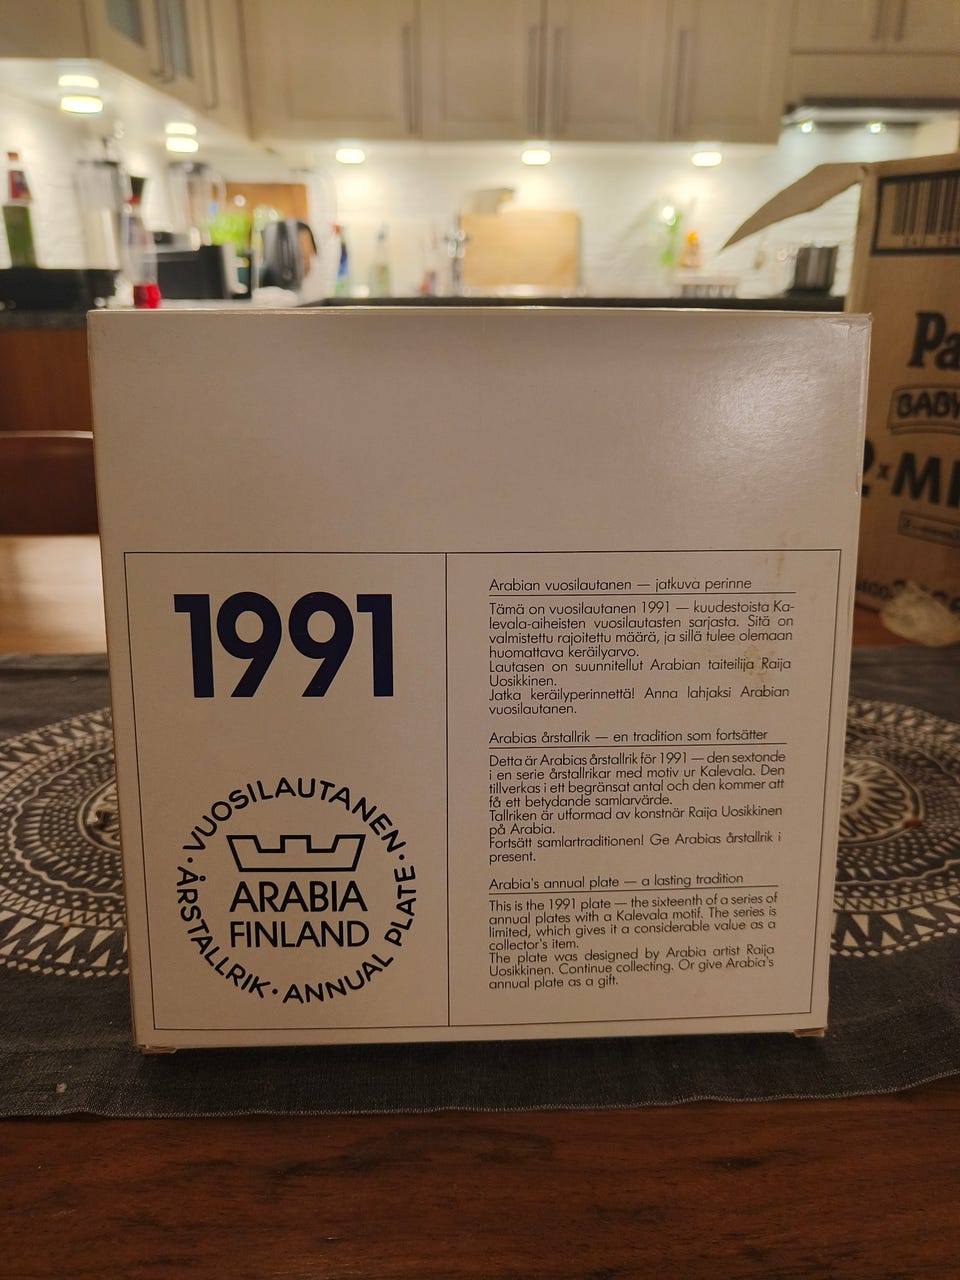 1991
VUOSILAUTANEN · ANNUAL PLATE · ÅRSTALLRIK ·
ARABIA
FINLAND
Arabian vuosilautanen — jatkuva perinne
Tämä on vuosilautanen 1991 — kuudestoista Ka-
levala-aiheisten vuosilautasten sarjasta. Sitä on
valmistettu rajoitettu määrä, ja sillä tulee olemaan
huomattava keräilyarvo.
Lautasen on suunnitellut Arabian taiteilija Raija
Uosikkinen.
Jatka keräilyperinnettä! Anna lahjaksi Arabian
vuosilautanen.
Arabias årstallrik — en tradition som fortsätter
Detta är Arabias årstallrik för 1991 — den sextonde
i en serie årstallrikar med motiv ur Kalevala. Den
tillverkas i ett begränsat antal och den kommer att
få ett betydande samlarvärde.
Tallriken är utformad av konstnär Raija Uosikkinen
på Arabia.
Fortsätt samlartraditionen! Ge Arabias årstallrik i
present.
Arabia's annual plate — a lasting tradition
This is the 1991 plate — the sixteenth of a series of
annual plates with a Kalevala motif. The series is
limited, which gives it a considerable value as a
collector's item.
The plate was designed by Arabia artist Raija
Uosikkinen. Continue collecting. Or give Arabia's
annual plate as a gift.
Pa
BABY